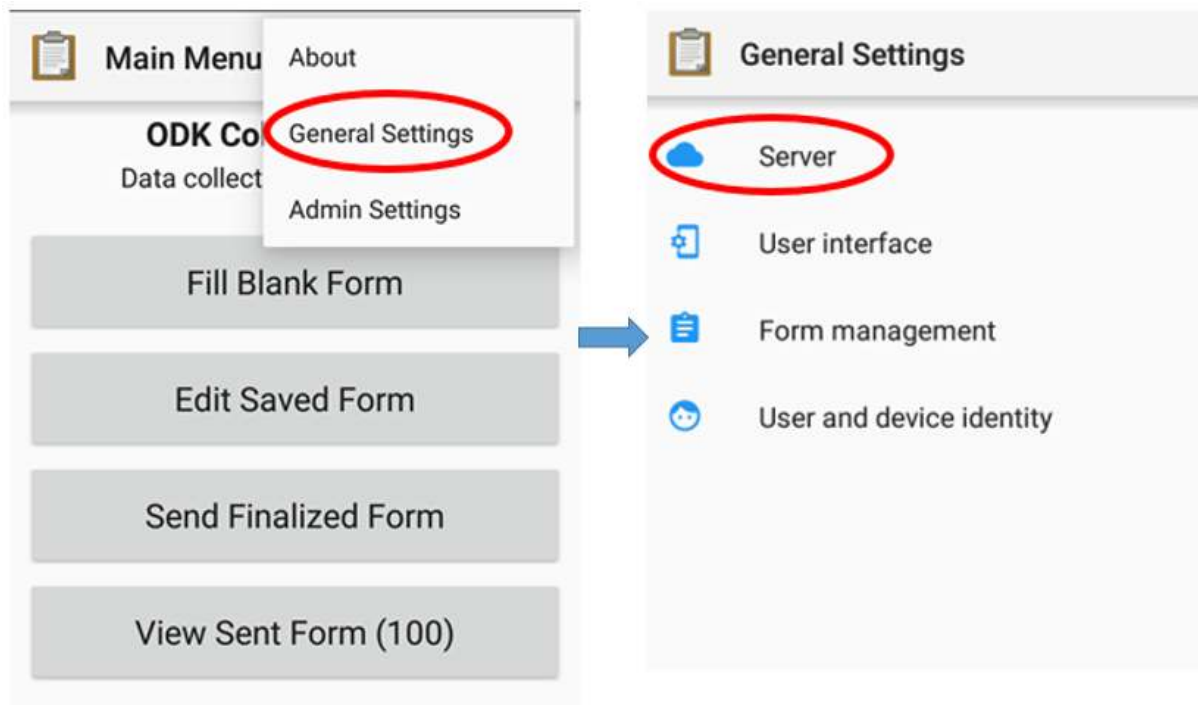 Main Menu
About
General Settings
Admin Settings
ODK Co
Data collect
Fill Blank Form
Edit Saved Form
Send Finalized Form
View Sent Form (100)
General Settings
Server
User interface
Form management
User and device identity